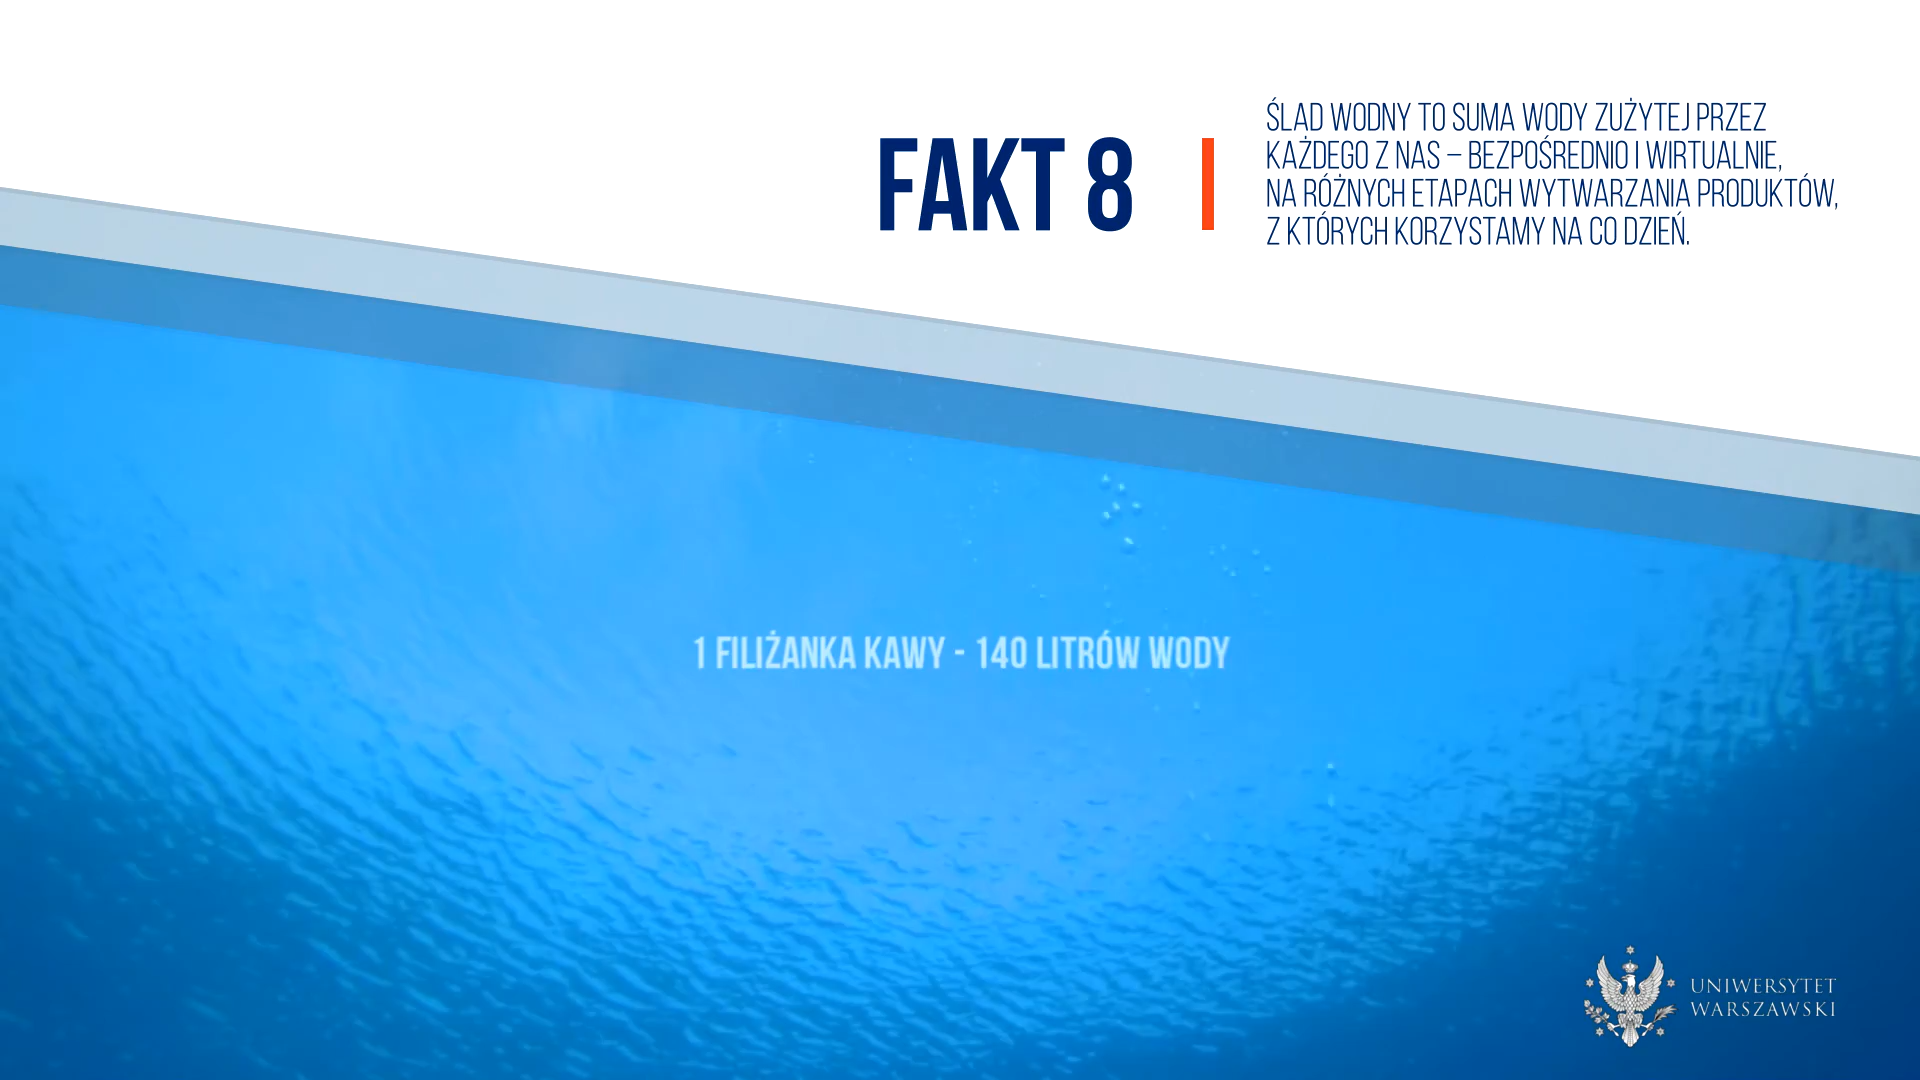 FAKT 8
ŚLAD WODNY TO SUMA WODY ZUŻYTEJ PRZEZ
KAŻDEGO Z NAS – BEZPOŚREDNIO I WIRTUALNIE,
NA RÓŻNYCH ETAPACH WYTWARZANIA PRODUKTÓW,
Z KTÓRYCH KORZYSTAMY NA CO DZIEŃ.
1 FILIŻANKA KAWY - 140 LITRÓW WODY
UNIWERSYTET
WARSZAWSKI